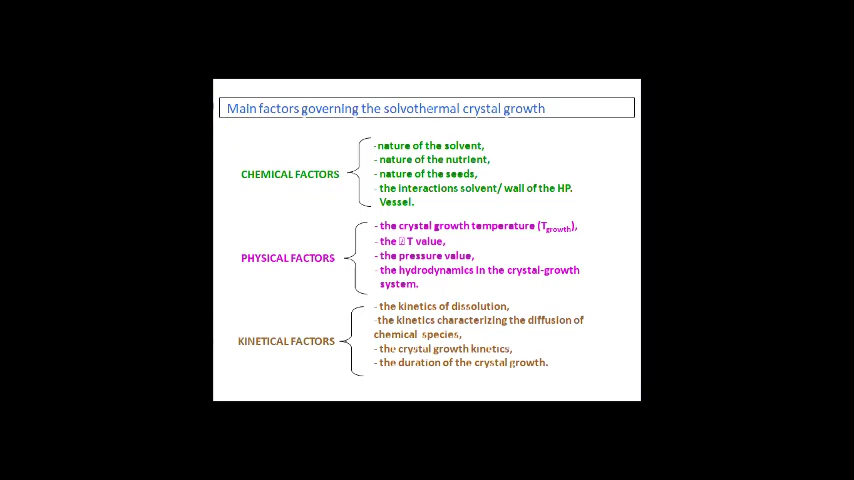 Main factors governing the solvothermal crystal growth
CHEMICAL FACTORS
-nature of the solvent,
- nature of the nutrient,
- nature of the seeds,
- the interactions solvent/ wall of the HP.
Vessel.
PHYSICAL FACTORS
- the crystal growth temperature (Tgrowth),
- the T value,
- the pressure value,
- the hydrodynamics in the crystal-growth
system.
KINETICAL FACTORS
- the kinetics of dissolution,
-the kinetics characterizing the diffusion of
chemical species,
- the crystal growth kinetics,
- the duration of the crystal growth.